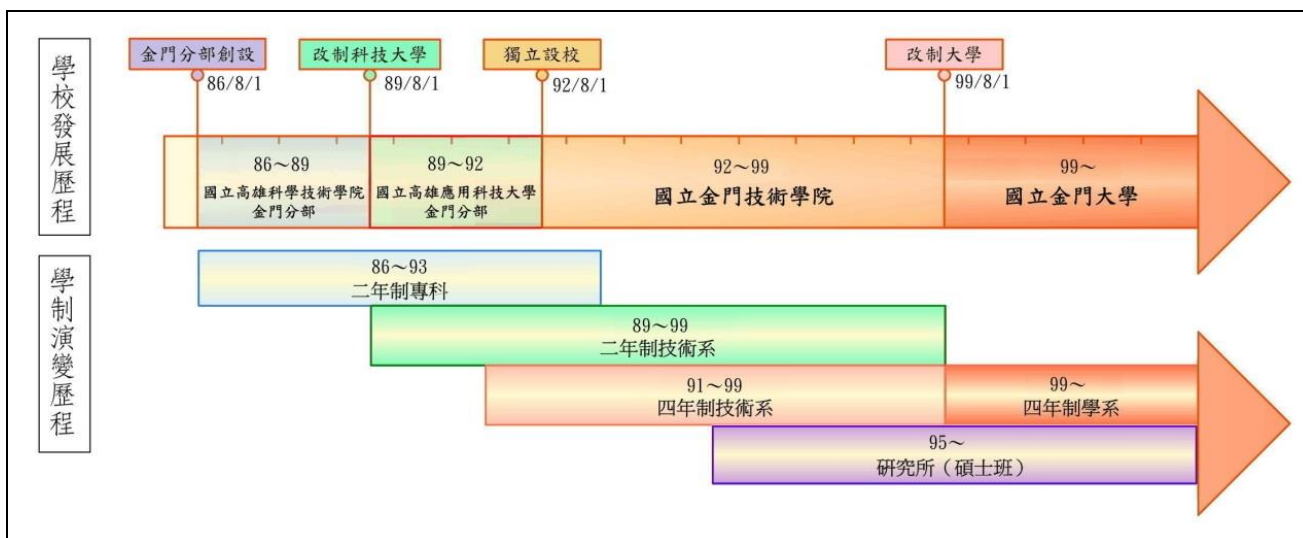 學校發展歷程
金門分部創設
86/8/1
改制科技大學
89/8/1
獨立設校
92/8/1
改制大學
99/8/1
86～89
國立高雄科學技術學院
金門分部
89～92
國立高雄應用科技大學
金門分部
92～99
國立金門技術學院
99～
國立金門大學
學制演變歷程
86～93
二年制專科
89～99
二年制技術系
91～99
四年制技術系
99～
四年制學系
95～
研究所（碩士班）